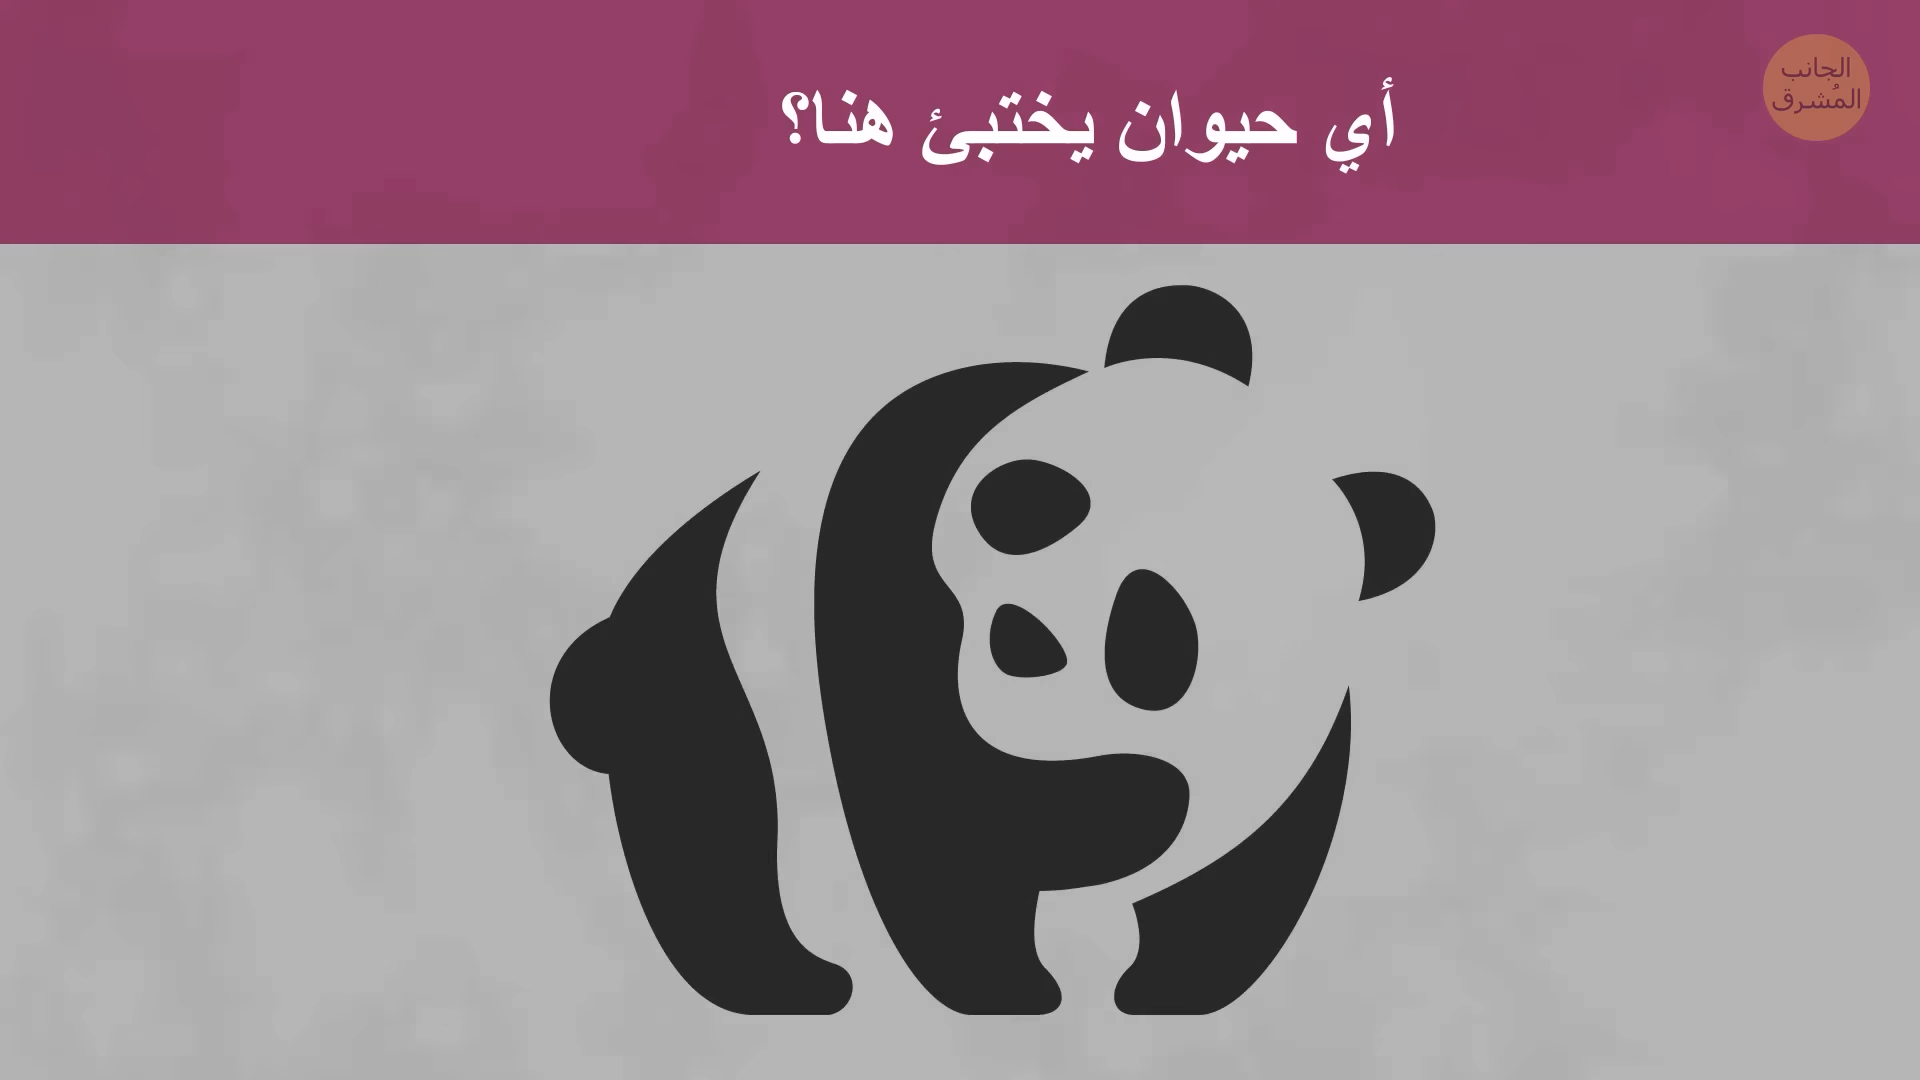 أي حيوان يختبئ هنا؟
الجانب
المُشرق